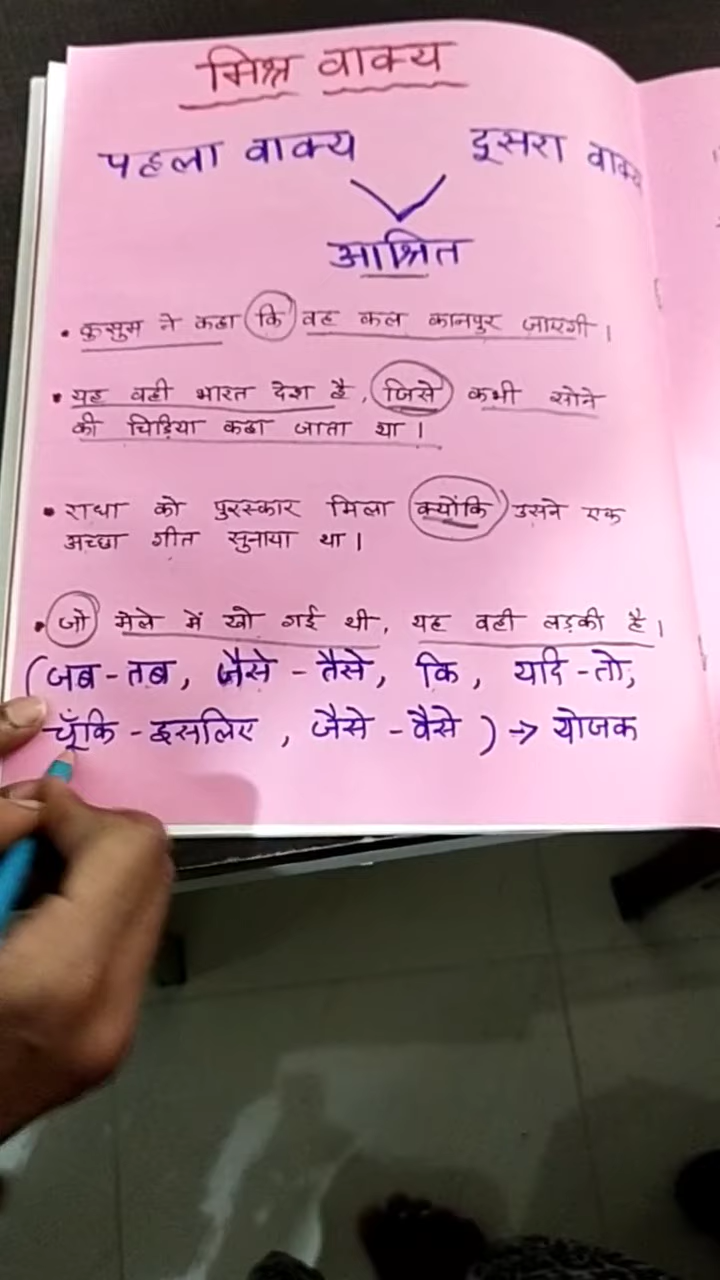 मिश्र वाक्य
पहला वाक्य दूसरा वाक्य
आश्रित
• कुसुम ने कहा कि वह कल कानपुर जाएगी।
• यह वही भारत देश है, जिसे कभी सोने
की चिड़िया कहा जाता था।
• राधा को पुरस्कार मिला क्योंकि उसने एक
अच्छा गीत सुनाया था।
• जो मेले में खो गई थी, यह वही लड़की है।
(जब-तब, जैसे-तैसे, कि, यदि-तो,
चूँकि-इसलिए, जैसे-वैसे) → योजक